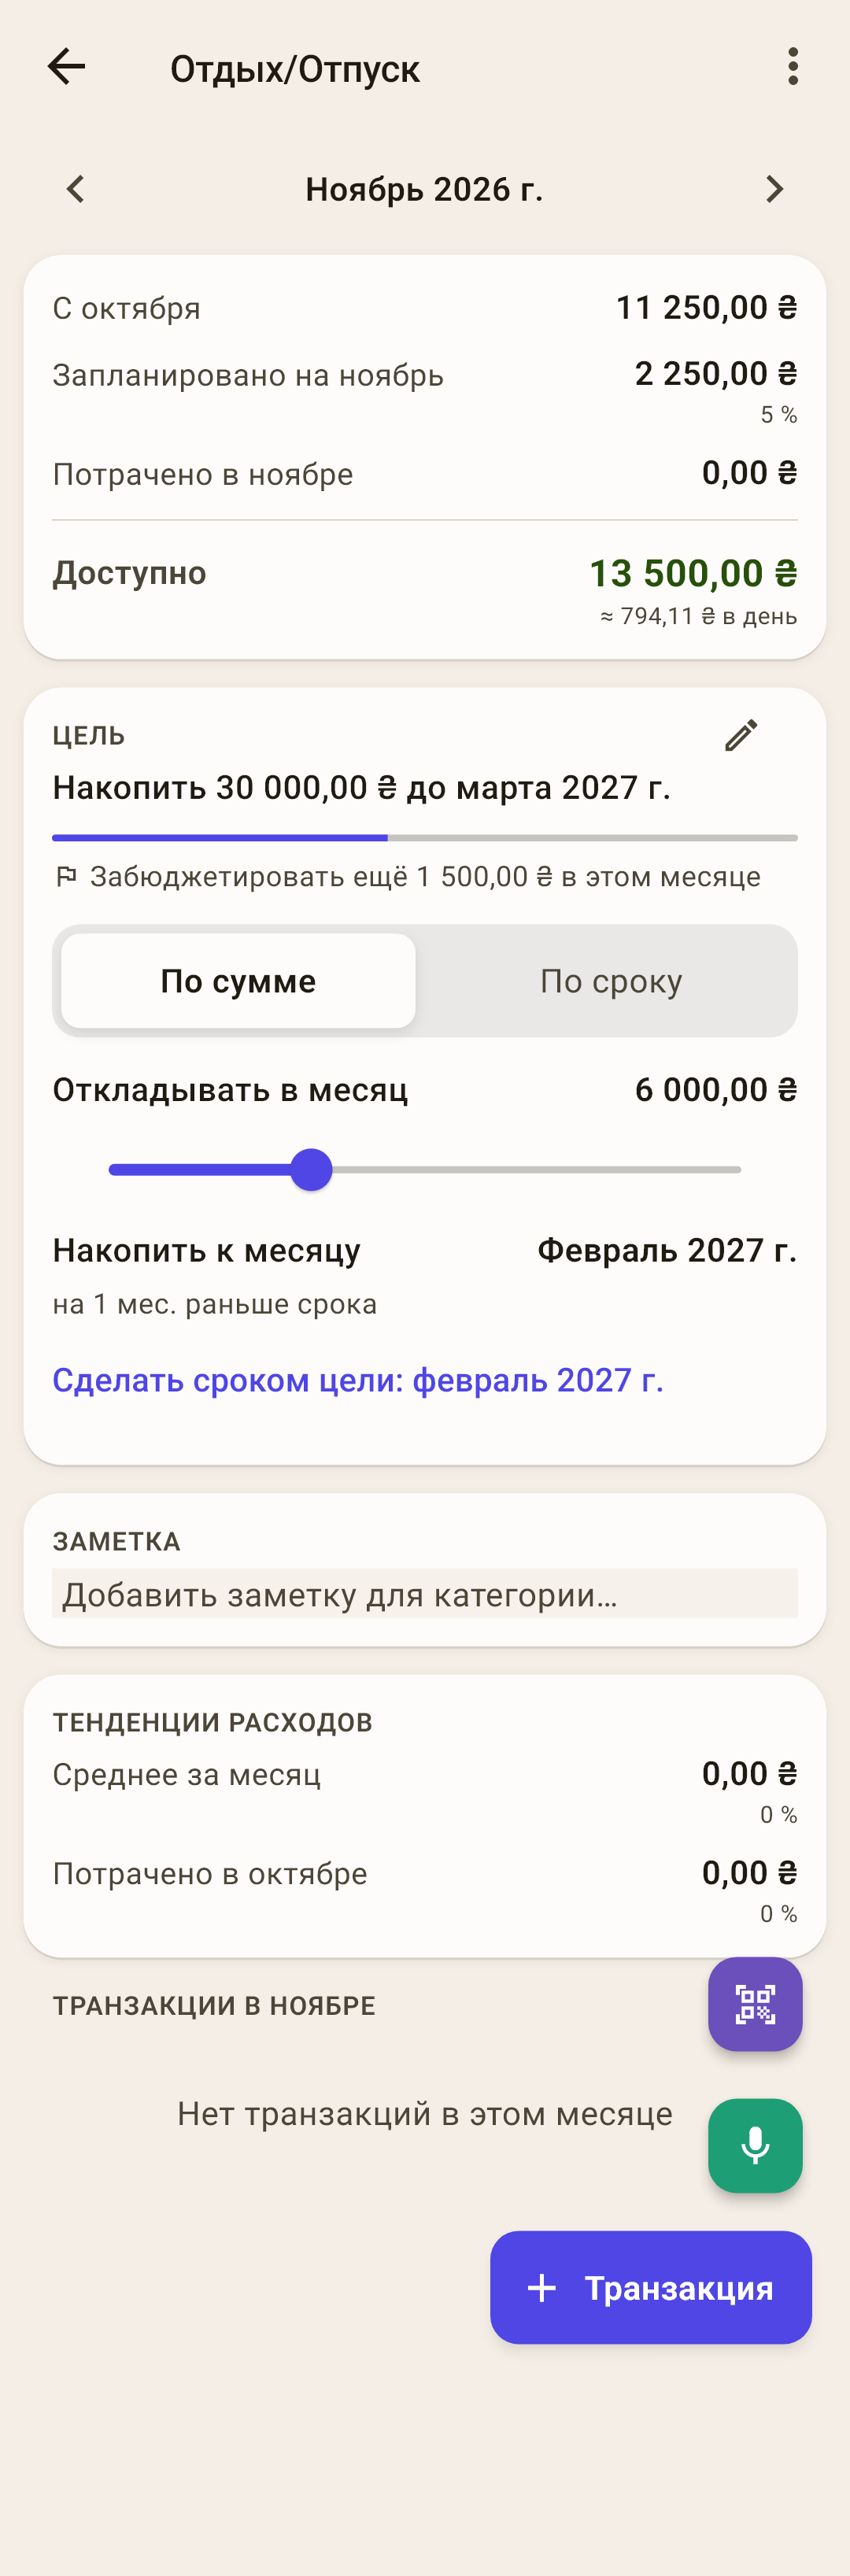 Отдых/Отпуск
Ноябрь 2026 г.
С октября 11 250,00 ₴
Запланировано на ноябрь 2 250,00 ₴
5 %
Потрачено в ноябре 0,00 ₴
Доступно 13 500,00 ₴
≈ 794,11 ₴ в день
ЦЕЛЬ
Накопить 30 000,00 ₴ до марта 2027 г.
Забюджетировать ещё 1 500,00 ₴ в этом месяце
По сумме По сроку
Откладывать в месяц 6 000,00 ₴
Накопить к месяцу Февраль 2027 г.
на 1 мес. раньше срока
Сделать сроком цели: февраль 2027 г.
ЗАМЕТКА
Добавить заметку для категории…
ТЕНДЕНЦИИ РАСХОДОВ
Среднее за месяц 0,00 ₴
0 %
Потрачено в октябре 0,00 ₴
0 %
ТРАНЗАКЦИИ В НОЯБРЕ
Нет транзакций в этом месяце
Транзакция